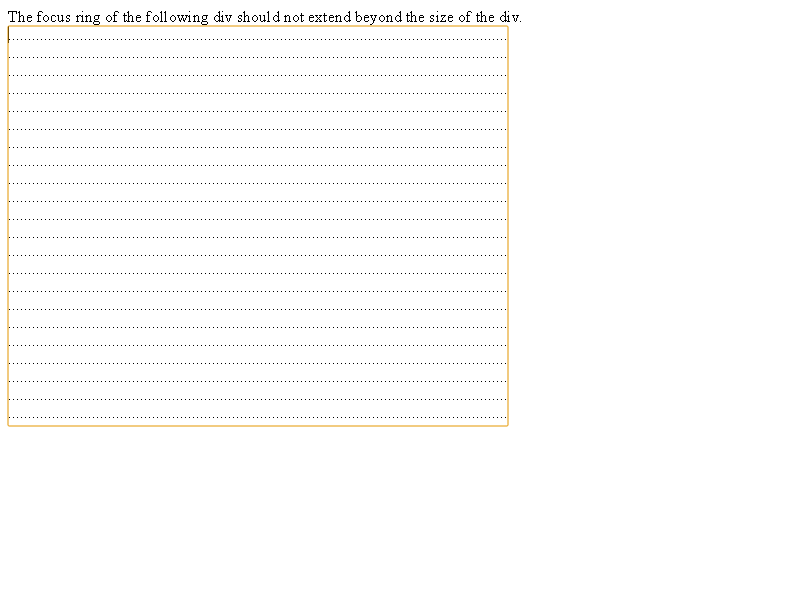 The focus ring of the following div should not extend beyond the size of the div.